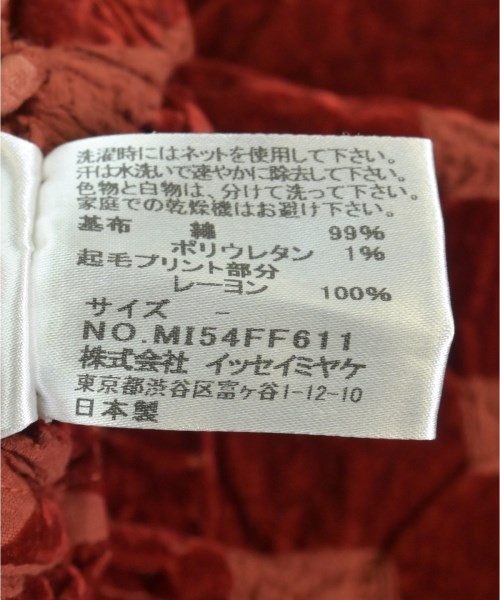 洗濯時にはネットを使用して下さい。
汗は水洗いで速やかに除去して下さい。
色物と白物は、分けて洗って下さい。
家庭での乾燥機はお避け下さい。
基布 綿 99%
ポリウレタン 1%
起毛プリント部分
レーヨン 100%
サイズ –
NO.MI54FF611
株式会社 イッセイミヤケ
東京都渋谷区富ヶ谷1-12-10
日本製